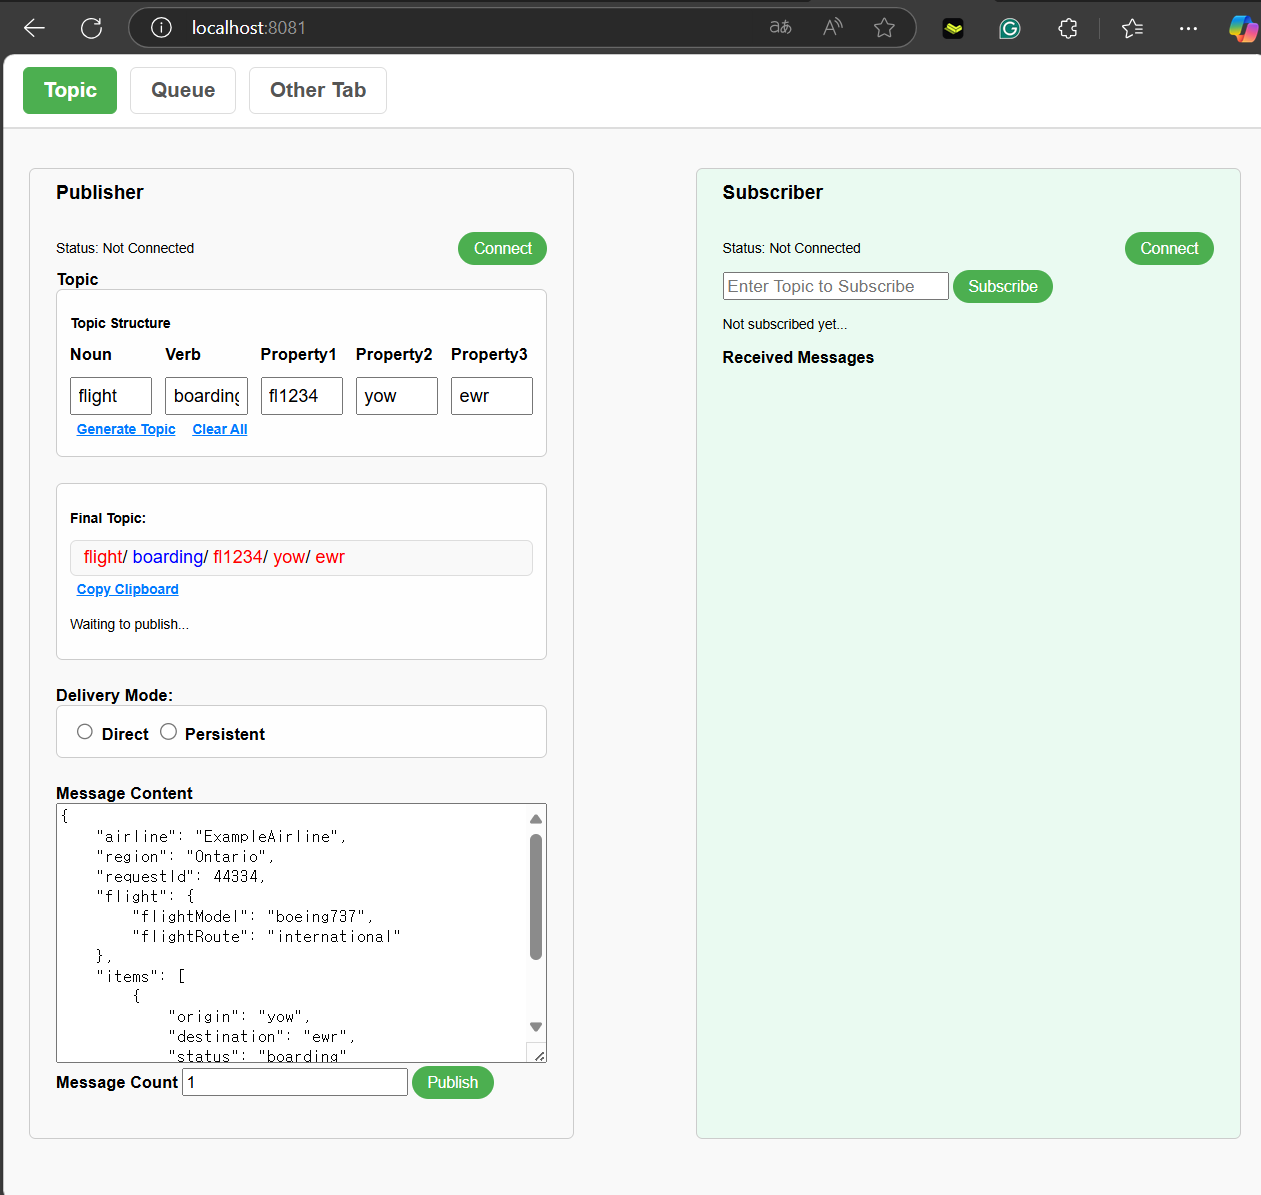 localhost:8081
Topic Queue Other Tab
Publisher
Status: Not Connected Connect
Topic
Topic Structure
Noun Verb Property1 Property2 Property3
flight boarding fl1234 yow ewr
Generate Topic Clear All
Final Topic:
flight/ boarding/ fl1234/ yow/ ewr
Copy Clipboard
Waiting to publish...
Delivery Mode:
Direct Persistent
Message Content
{
    "airline": "ExampleAirline",
    "region": "Ontario",
    "requestId": 44334,
    "flight": {
        "flightModel": "boeing737",
        "flightRoute": "international"
    },
    "items": [
        {
            "origin": "yow",
            "destination": "ewr",
            "status": "boarding"
Message Count 1 Publish
Subscriber
Status: Not Connected Connect
Enter Topic to Subscribe Subscribe
Not subscribed yet...
Received Messages